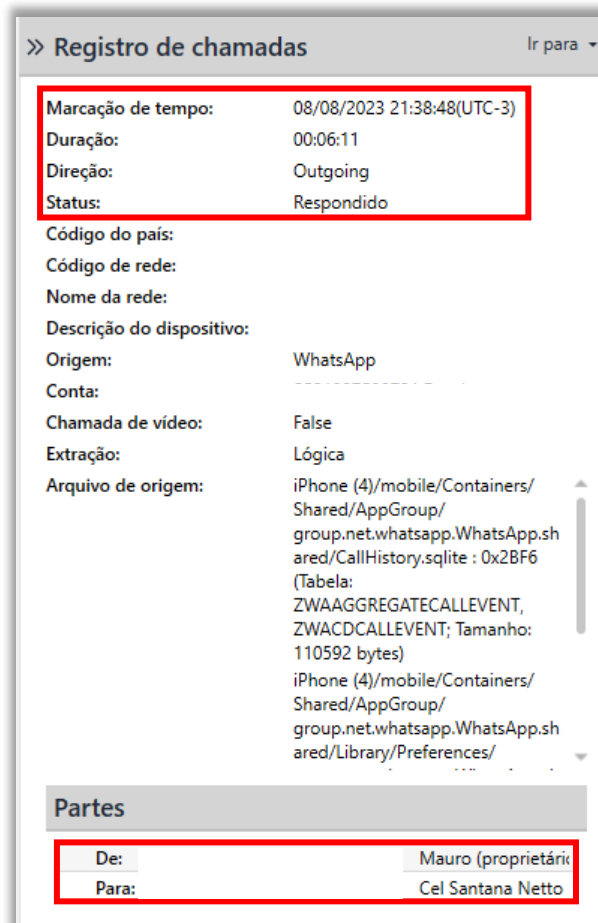 » Registro de chamadas Ir para
Marcação de tempo: 08/08/2023 21:38:48(UTC-3)
Duração: 00:06:11
Direção: Outgoing
Status: Respondido
Código do país:
Código de rede:
Nome da rede:
Descrição do dispositivo:
Origem: WhatsApp
Conta:
Chamada de vídeo: False
Extração: Lógica
Arquivo de origem: iPhone (4)/mobile/Containers/
Shared/AppGroup/
group.net.whatsapp.WhatsApp.sh
ared/CallHistory.sqlite : 0x2BF6
(Tabela:
ZWAAGGREGATECALLEVENT,
ZWACDCALLEVENT; Tamanho:
110592 bytes)
iPhone (4)/mobile/Containers/
Shared/AppGroup/
group.net.whatsapp.WhatsApp.sh
ared/Library/Preferences/
Partes
De: Mauro (proprietári
Para: Cel Santana Netto